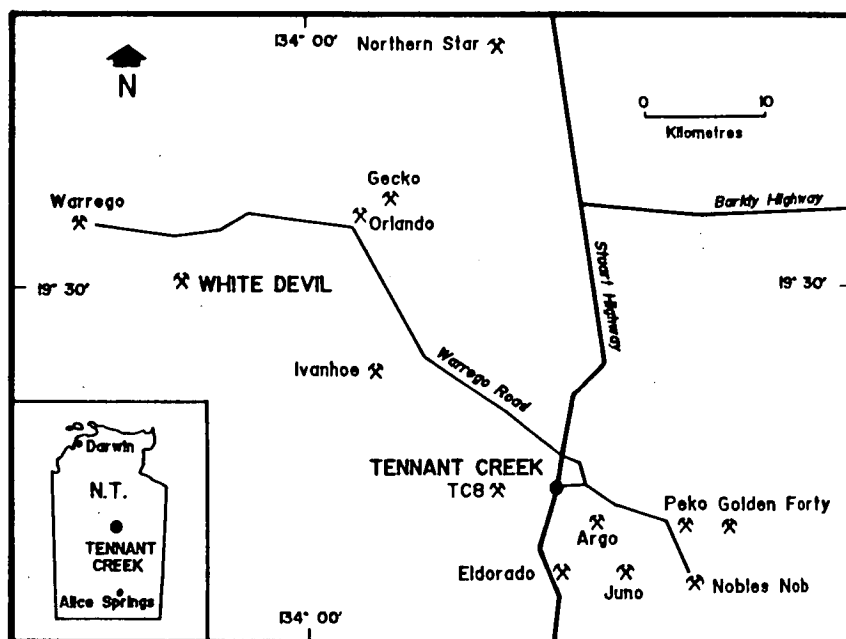 134° 00'
Northern Star
N
0 10
Kilometres
Gecko
Warrego
Orlando
Barkly Highway
Stuart Highway
19° 30'
WHITE DEVIL
19° 30'
Ivanhoe
Warrego Road
Darwin
N.T.
TENNANT
CREEK
Alice Springs
TENNANT CREEK
TC8
Peko Golden Forty
Argo
Eldorado
Juno
Nobles Nob
134° 00'